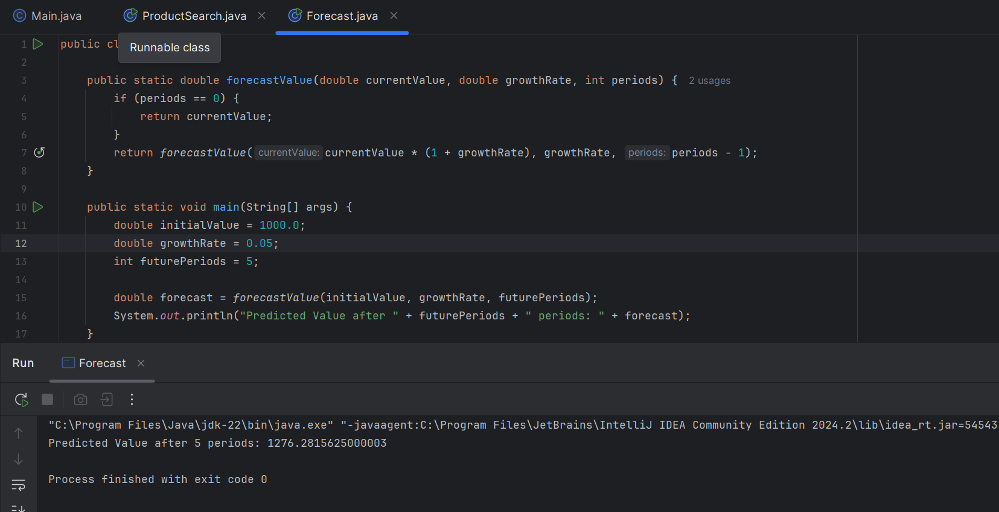 Main.java ProductSearch.java Forecast.java
Runnable class
1 public cl
2
3 public static double forecastValue(double currentValue, double growthRate, int periods) { 2 usages
4 if (periods == 0) {
5 return currentValue;
6 }
7 return forecastValue( currentValue: currentValue * (1 + growthRate), growthRate, periods: periods - 1);
8 }
9
10 public static void main(String[] args) {
11 double initialValue = 1000.0;
12 double growthRate = 0.05;
13 int futurePeriods = 5;
14
15 double forecast = forecastValue(initialValue, growthRate, futurePeriods);
16 System.out.println("Predicted Value after " + futurePeriods + " periods: " + forecast);
17 }
Run Forecast
"C:\Program Files\Java\jdk-22\bin\java.exe" "-javaagent:C:\Program Files\JetBrains\IntelliJ IDEA Community Edition 2024.2\lib\idea_rt.jar=54543
Predicted Value after 5 periods: 1276.2815625000003
Process finished with exit code 0